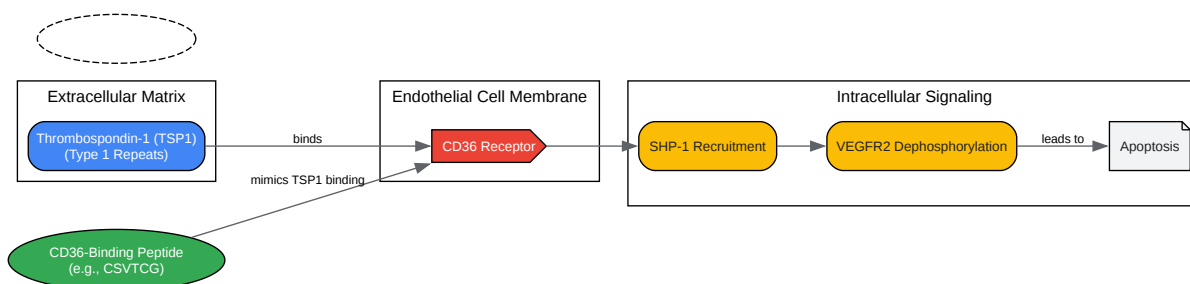 Extracellular Matrix
Thrombospondin-1 (TSP1)
(Type 1 Repeats)
binds
mimics TSP1 binding
CD36-Binding Peptide
(e.g., CSVTCG)
Endothelial Cell Membrane
CD36 Receptor
Intracellular Signaling
SHP-1 Recruitment
VEGFR2 Dephosphorylation
leads to
Apoptosis